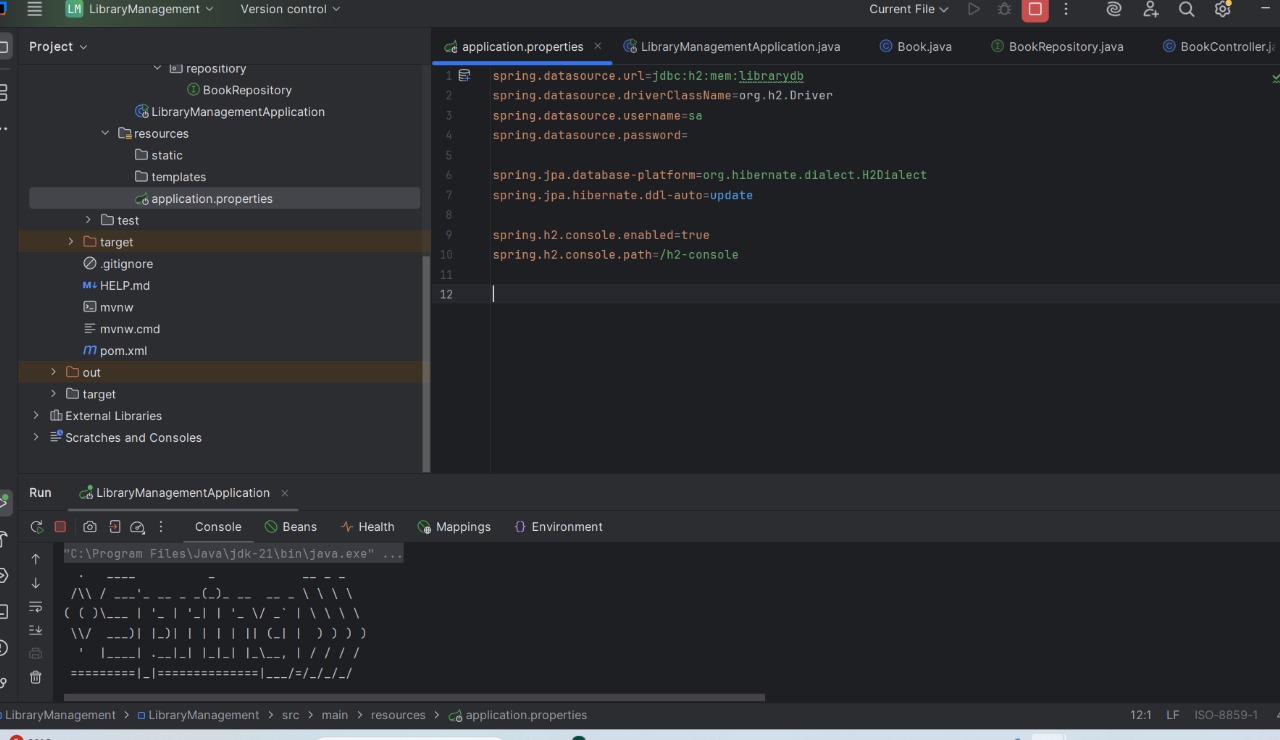 LM LibraryManagement Version control Current File
Project
application.properties LibraryManagementApplication.java Book.java BookRepository.java BookController.j
repositiory
BookRepository
LibraryManagementApplication
resources
static
templates
application.properties
test
target
.gitignore
HELP.md
mvnw
mvnw.cmd
pom.xml
out
target
External Libraries
Scratches and Consoles
1 spring.datasource.url=jdbc:h2:mem:librarydb
2 spring.datasource.driverClassName=org.h2.Driver
3 spring.datasource.username=sa
4 spring.datasource.password=
5
6 spring.jpa.database-platform=org.hibernate.dialect.H2Dialect
7 spring.jpa.hibernate.ddl-auto=update
8
9 spring.h2.console.enabled=true
10 spring.h2.console.path=/h2-console
11
12
Run LibraryManagementApplication
Console Beans Health Mappings Environment
"C:\Program Files\Java\jdk-21\bin\java.exe" ...
  .   ____          _            __ _ _
 /\\ / ___'_ __ _ _(_)_ __  __ _ \ \ \ \
( ( )\___ | '_ | '_| | '_ \/ _` | \ \ \ \
 \\/  ___)| |_)| | | | | || (_| |  ) ) ) )
  '  |____| .__|_| |_|_| |_\__, | / / / /
 =========|_|==============|___/=/_/_/_/
LibraryManagement > LibraryManagement > src > main > resources > application.properties 12:1 LF ISO-8859-1